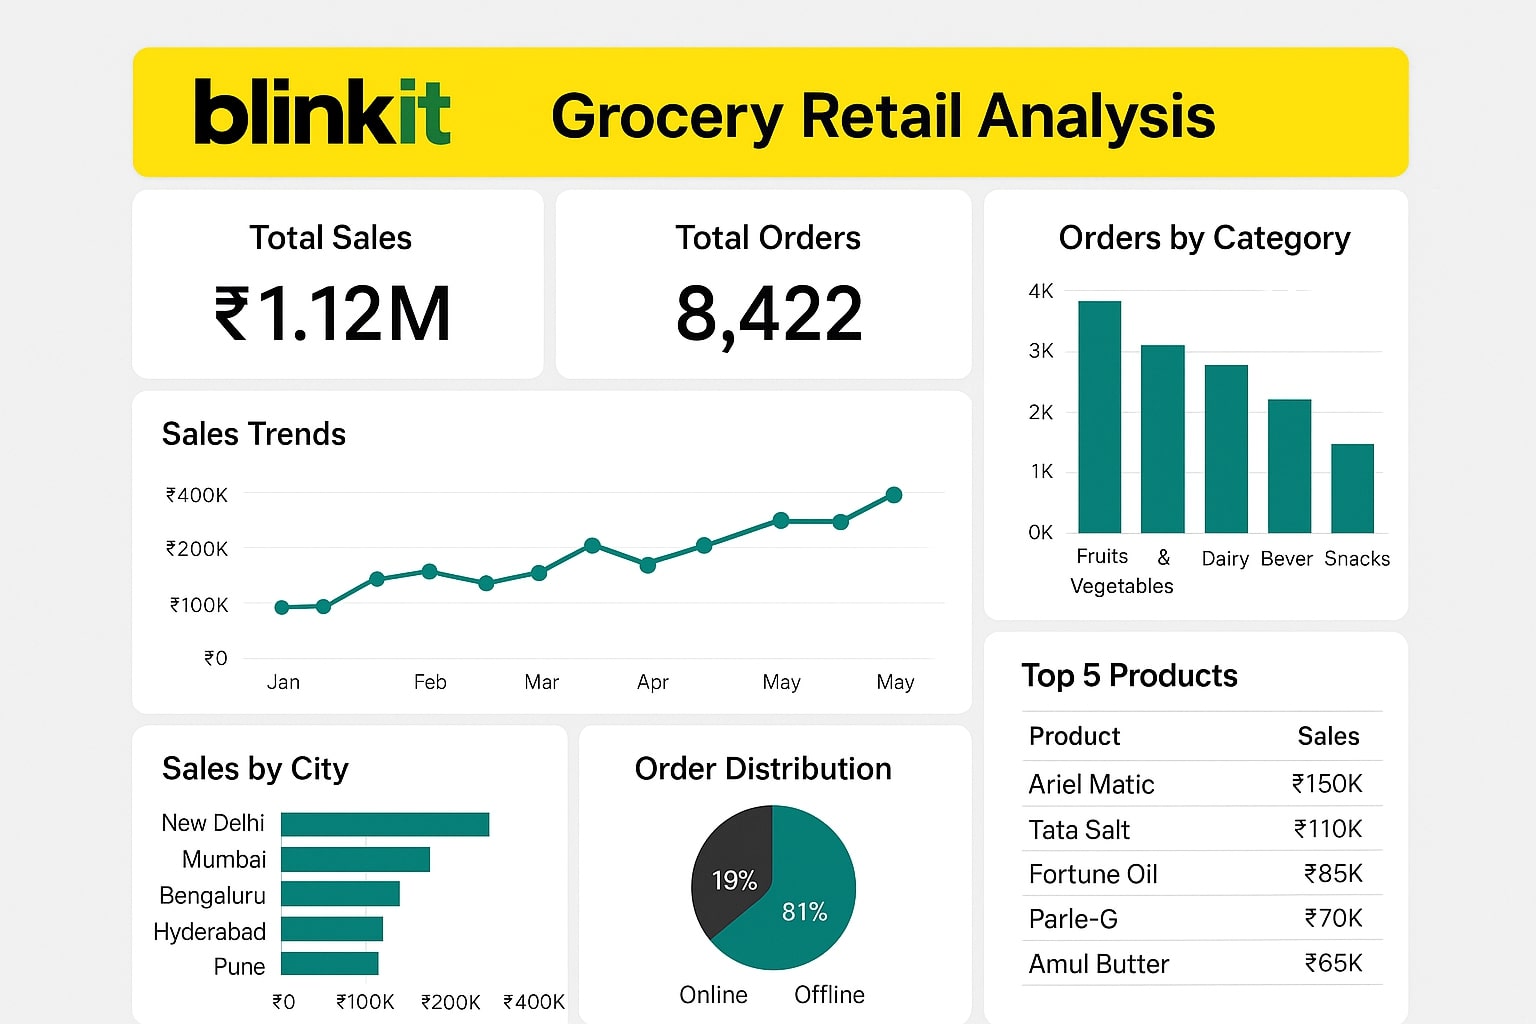 blinkit
Grocery Retail Analysis
Total Sales
₹1.12M
Total Orders
8,422
Orders by Category
4K
3K
2K
1K
0K
Fruits & Dairy Bever Snacks
Vegetables
Sales Trends
₹400K
₹200K
₹100K
₹0
Jan Feb Mar Apr May May
Top 5 Products
Product Sales
Ariel Matic ₹150K
Tata Salt ₹110K
Fortune Oil ₹85K
Parle-G ₹70K
Amul Butter ₹65K
Sales by City
New Delhi
Mumbai
Bengaluru
Hyderabad
Pune
₹0 ₹100K ₹200K ₹400K
Order Distribution
19%
81%
Online Offline